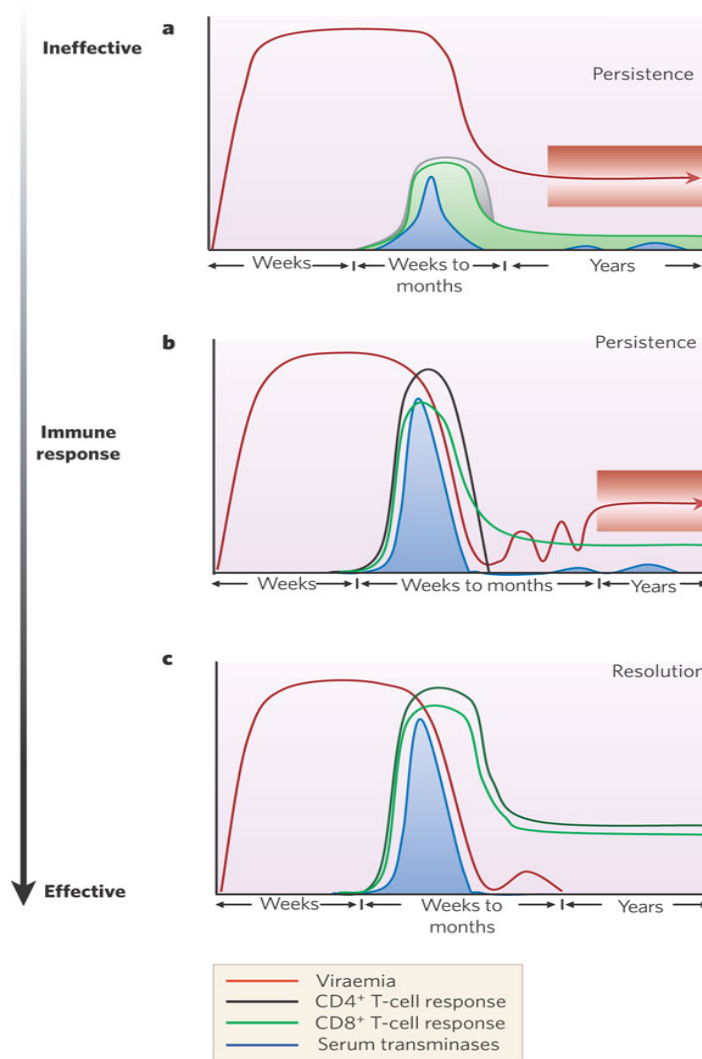 a
Ineffective
Persistence
Weeks
Weeks to
months
Years
b
Persistence
Immune
response
Weeks
Weeks to months
Years
c
Resolution
Effective
Weeks
Weeks to
months
Years
Viraemia
CD4+ T-cell response
CD8+ T-cell response
Serum transminases